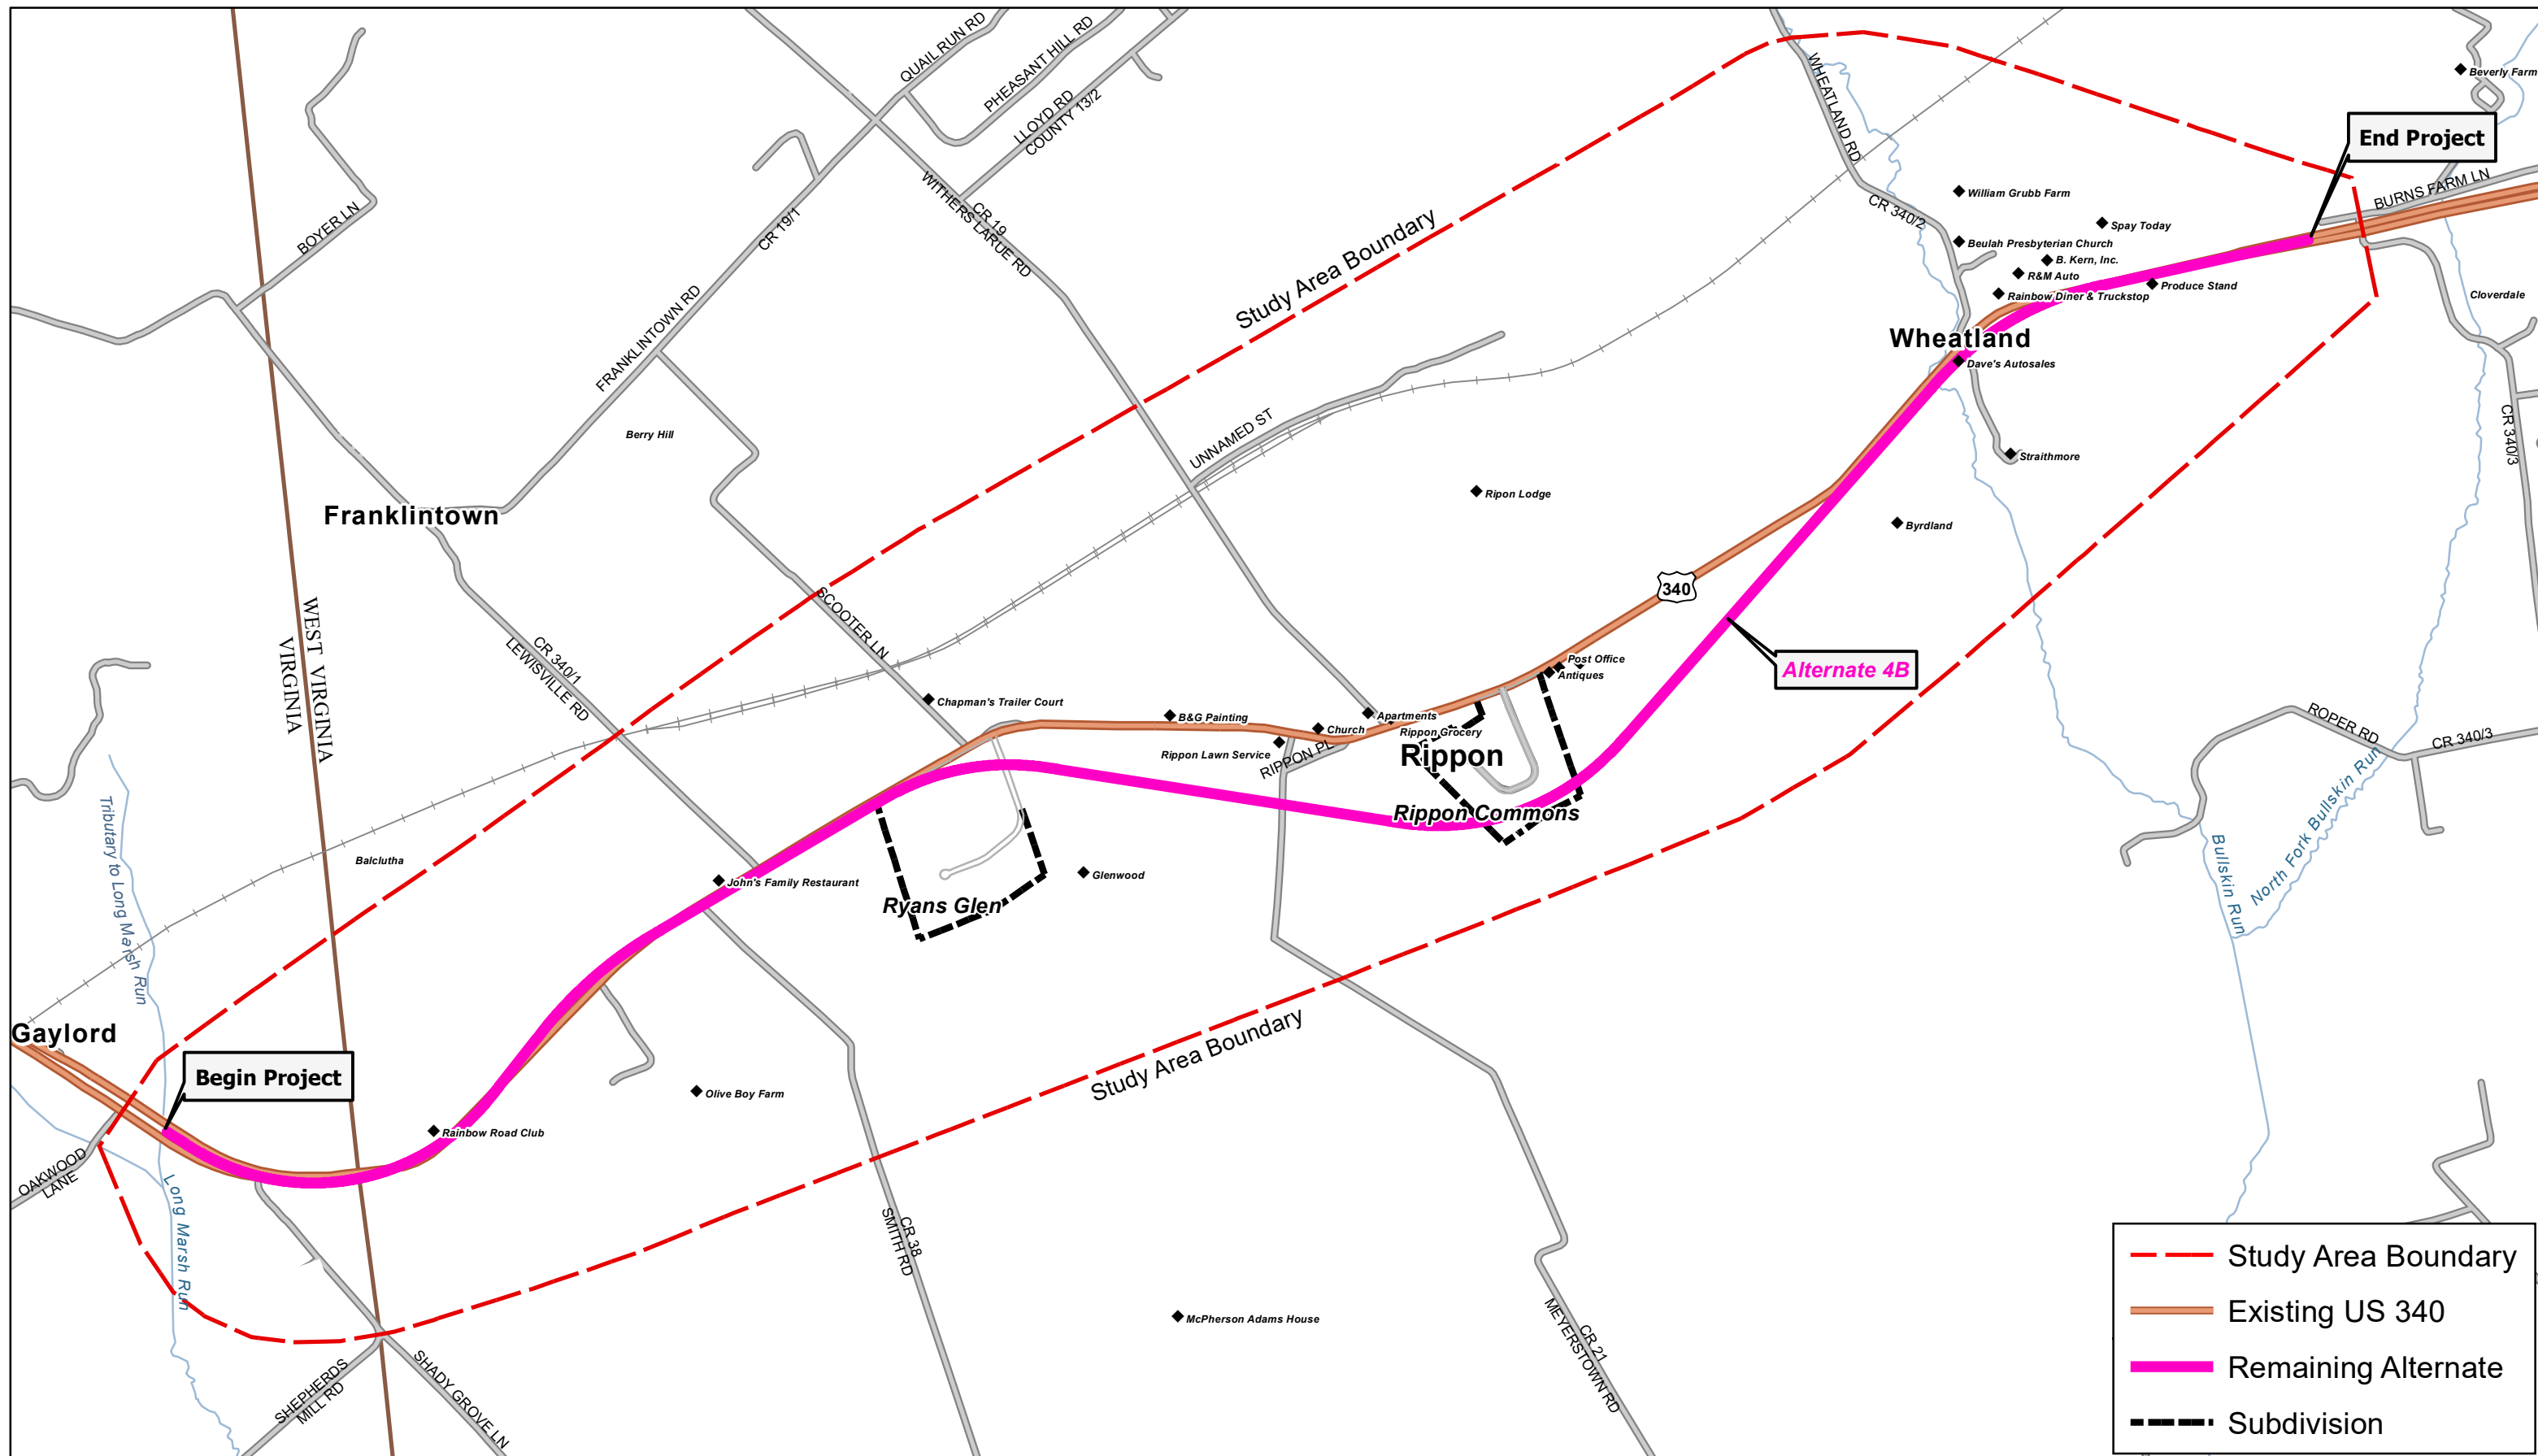 QUAIL RUN RD
PHEASANT HILL RD
LLOYD RD
COUNTY 13/2
WHEATLAND RD
Beverly Farm
End Project
BURNS FARM LN
BOYER LN
CR 19/1
CR 19
WITHERS LARUE RD
Study Area Boundary
CR 340/2
William Grubb Farm
Spay Today
Beulah Presbyterian Church
B. Kern, Inc.
R&M Auto
Produce Stand
Rainbow Diner & Truckstop
Cloverdale
Wheatland
Dave's Autosales
FRANKLINTOWN RD
Berry Hill
UNNAMED ST
CR 340/3
Straithmore
Ripon Lodge
Franklintown
Byrdland
340
WEST VIRGINIA
VIRGINIA
SCOOTER LN
CR 340/1
LEWISVILLE RD
Post Office
Antiques
Alternate 4B
Chapman's Trailer Court
B&G Painting
Apartments
Church
Rippon Grocery
Rippon Lawn Service
RIPPON PL
Rippon
ROPER RD
CR 340/3
Rippon Commons
Tributary to Long Marsh Run
Balclutha
John's Family Restaurant
Glenwood
Ryans Glen
Bullskin Run
North Fork Bullskin Run
Gaylord
Begin Project
Study Area Boundary
Olive Boy Farm
Rainbow Road Club
OAKWOOD
LANE
Long Marsh Run
CR 38
SMITH RD
McPherson Adams House
CR 21
MEYERSTOWN RD
SHEPHERDS
MILL RD
SHADY GROVE LN
Study Area Boundary
Existing US 340
Remaining Alternate
Subdivision